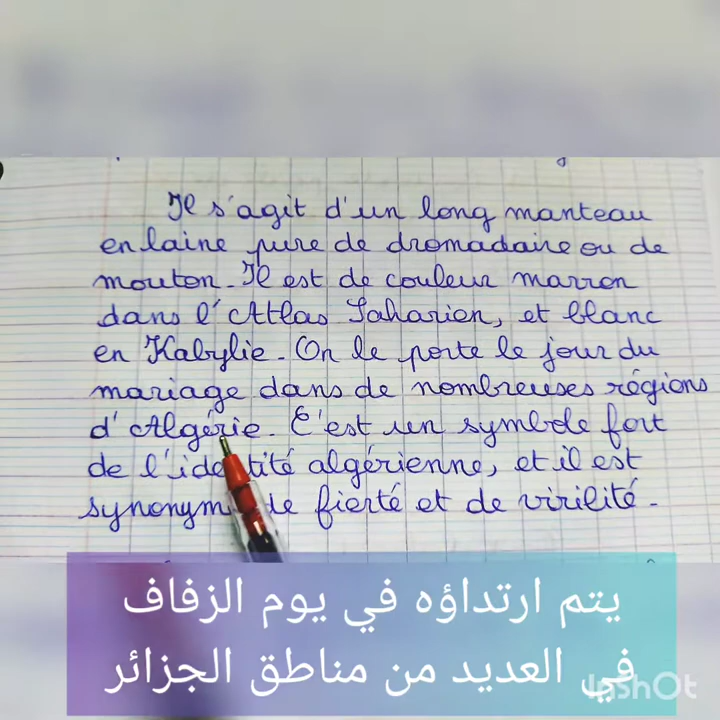 Il s'agit d'un long manteau
en laine pure de dromadaire ou de
mouton. Il est de couleur marron
dans l'Atlas Saharien, et blanc
en Kabylie. On le porte le jour du
mariage dans de nombreuses régions
d'Algérie. C'est un symbole fort
de l'identité algérienne, et il est
synonym de fierté et de virilité.
يتم ارتداؤه في يوم الزفاف
في العديد من مناطق الجزائر
InShOt